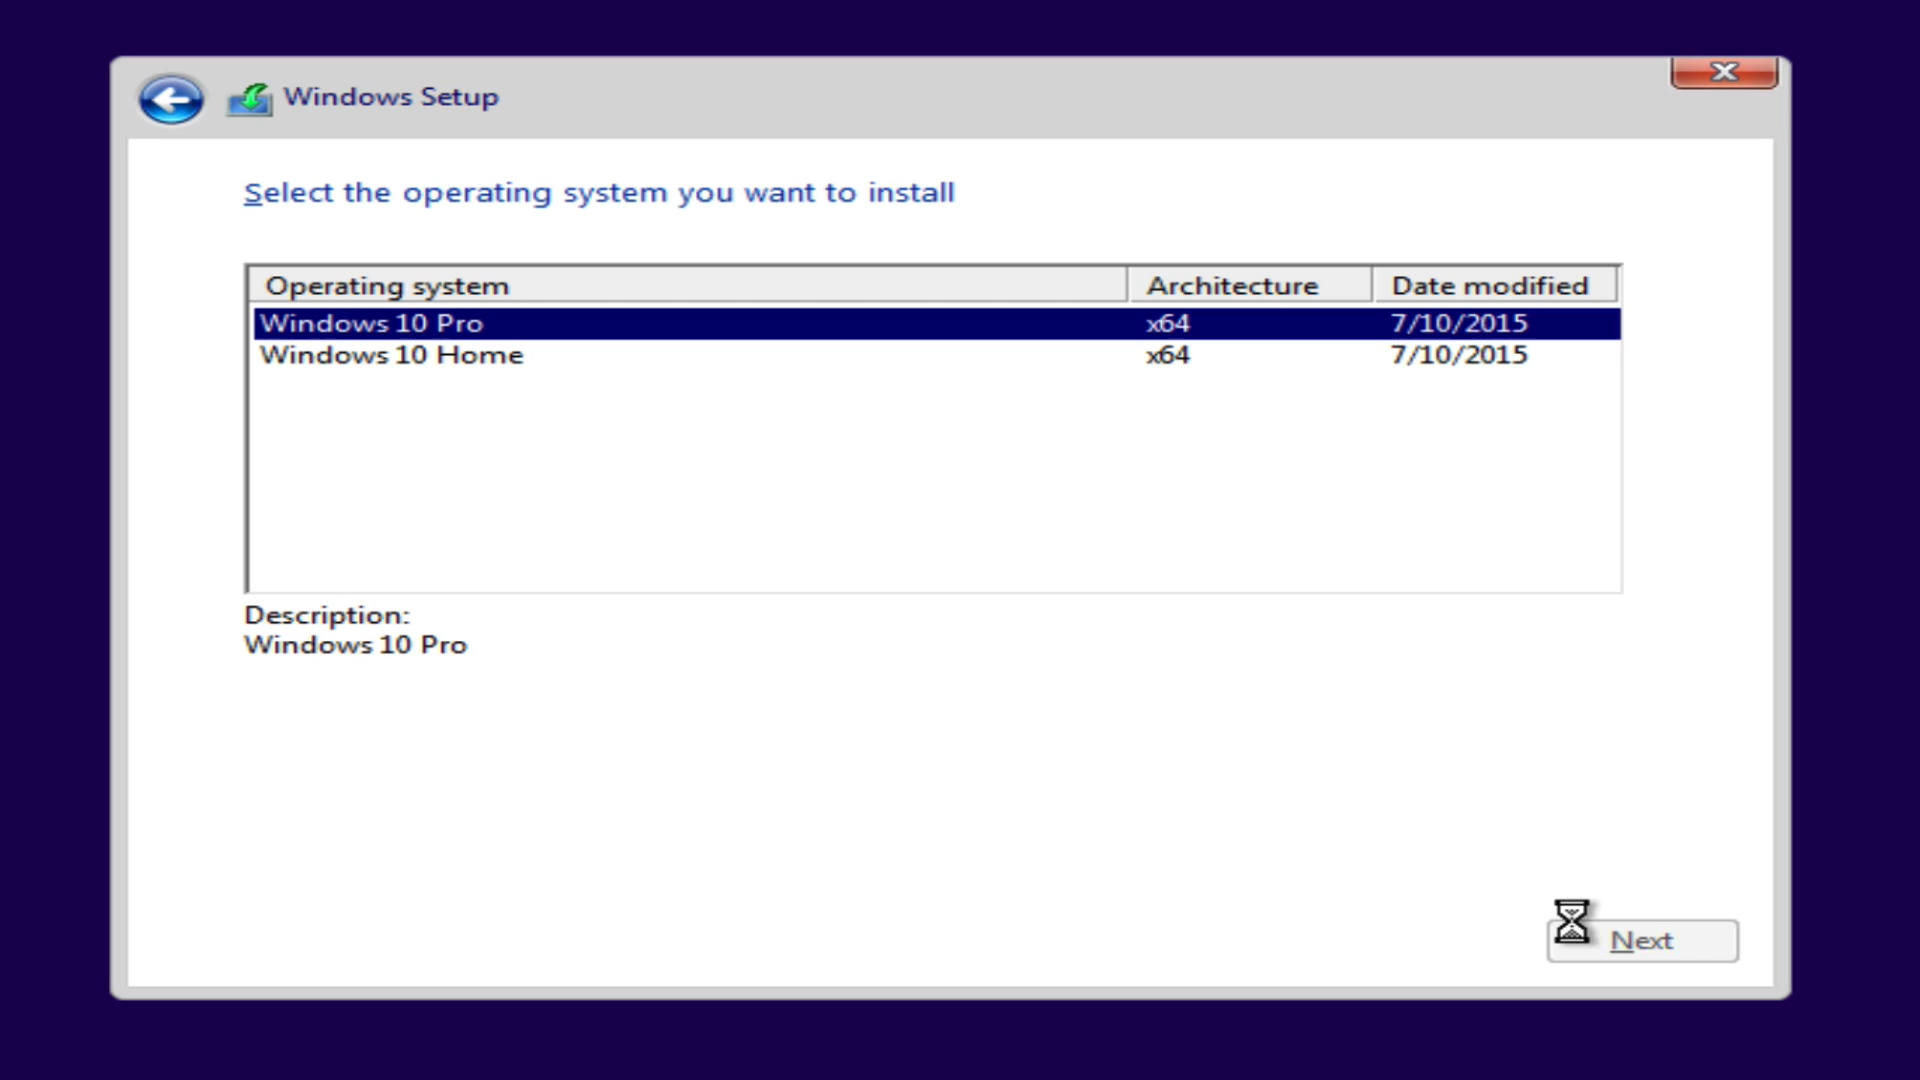 Windows Setup
Select the operating system you want to install
Operating system Architecture Date modified
Windows 10 Pro x64 7/10/2015
Windows 10 Home x64 7/10/2015
Description:
Windows 10 Pro
Next